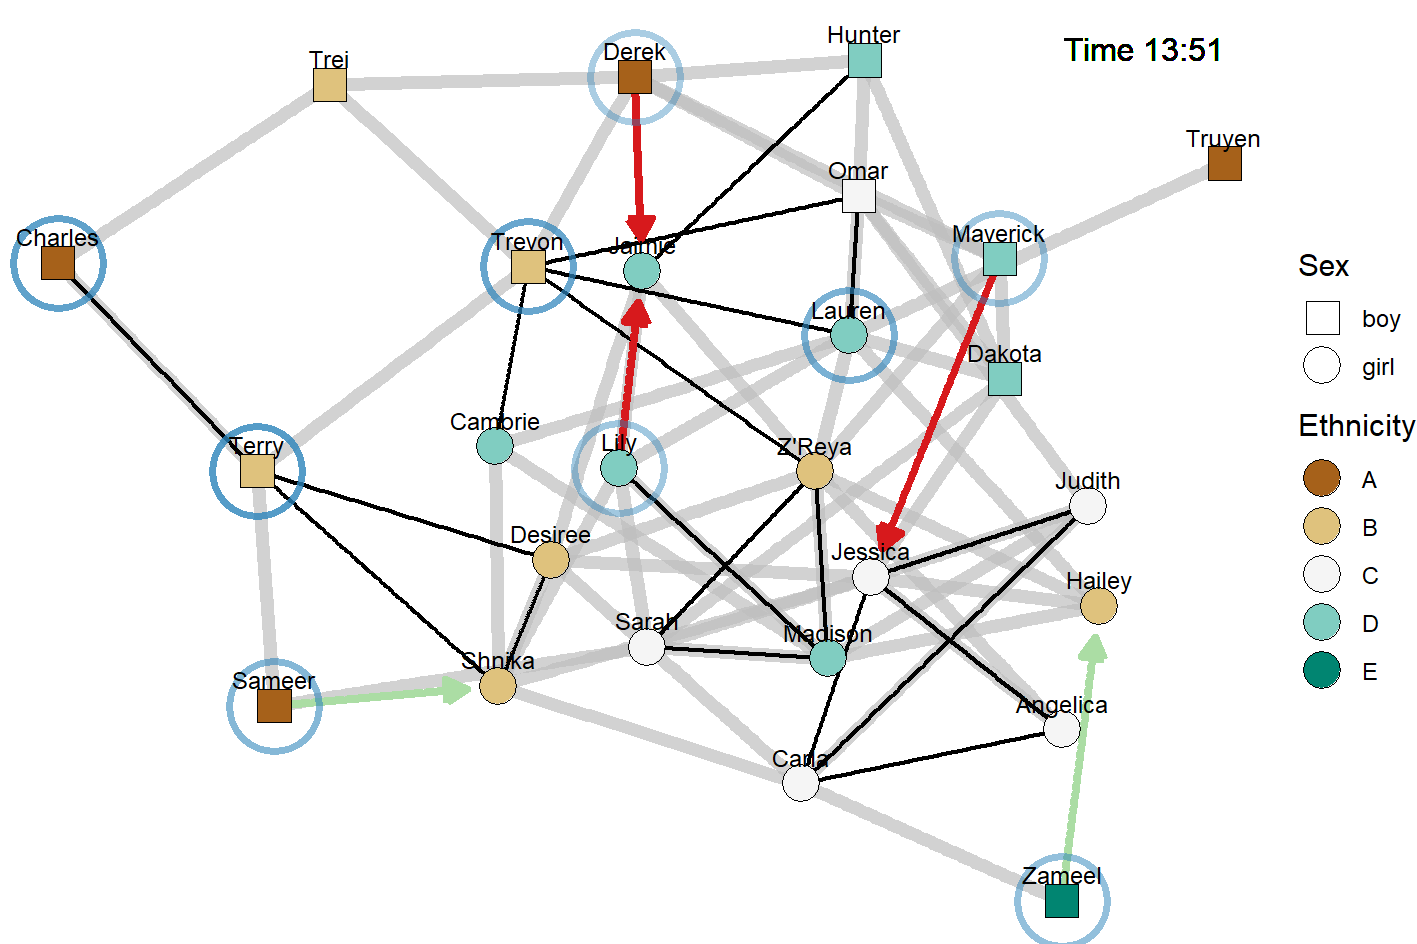 Hunter
Derek
Time 13:51
Trei
Truyen
Omar
Charles
Trevon
Jaimie
Maverick
Sex
Lauren
boy
Dakota
girl
Cambrie
Ethnicity
Terry
Lily
Z'Reya
A
Judith
B
Desiree
Jessica
C
Hailey
Sarah
Madison
D
Shnika
E
Sameer
Angelica
Carla
Zameel